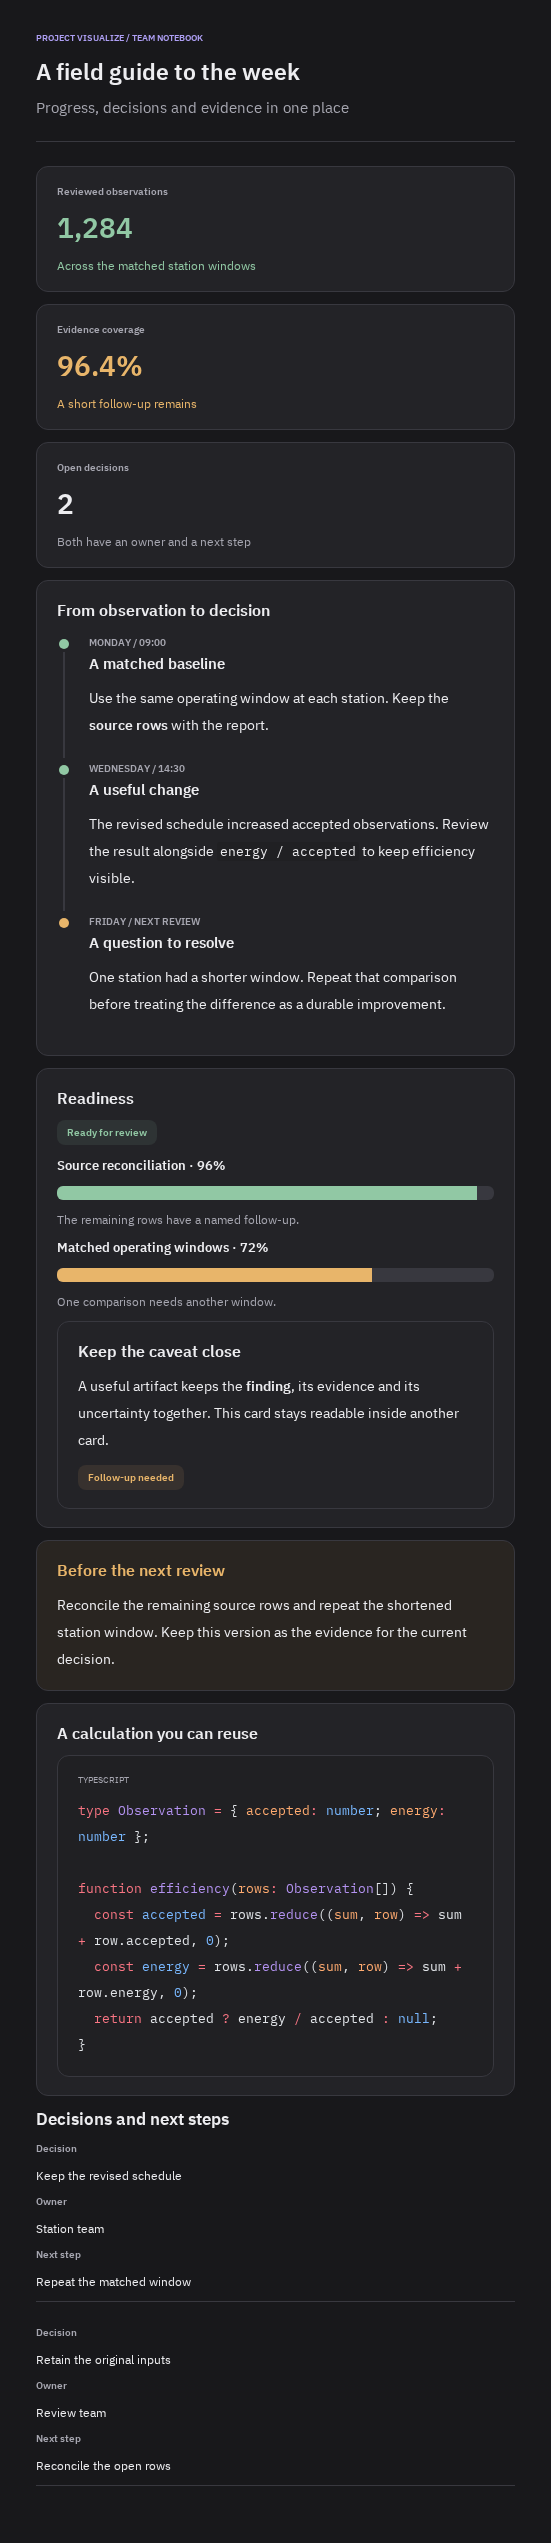 PROJECT VISUALIZE / TEAM NOTEBOOK
A field guide to the week
Progress, decisions and evidence in one place
Reviewed observations
1,284
Across the matched station windows
Evidence coverage
96.4%
A short follow-up remains
Open decisions
2
Both have an owner and a next step
From observation to decision
MONDAY / 09:00
A matched baseline
Use the same operating window at each station. Keep the
source rows with the report.
WEDNESDAY / 14:30
A useful change
The revised schedule increased accepted observations. Review
the result alongside energy / accepted to keep efficiency
visible.
FRIDAY / NEXT REVIEW
A question to resolve
One station had a shorter window. Repeat that comparison
before treating the difference as a durable improvement.
Readiness
Ready for review
Source reconciliation · 96%
The remaining rows have a named follow-up.
Matched operating windows · 72%
One comparison needs another window.
Keep the caveat close
A useful artifact keeps the finding, its evidence and its
uncertainty together. This card stays readable inside another
card.
Follow-up needed
Before the next review
Reconcile the remaining source rows and repeat the shortened
station window. Keep this version as the evidence for the current
decision.
A calculation you can reuse
TYPESCRIPT
type Observation = { accepted: number; energy:
number };
function efficiency(rows: Observation[]) {
  const accepted = rows.reduce((sum, row) => sum
+ row.accepted, 0);
  const energy = rows.reduce((sum, row) => sum +
row.energy, 0);
  return accepted ? energy / accepted : null;
}
Decisions and next steps
Decision
Keep the revised schedule
Owner
Station team
Next step
Repeat the matched window
Decision
Retain the original inputs
Owner
Review team
Next step
Reconcile the open rows